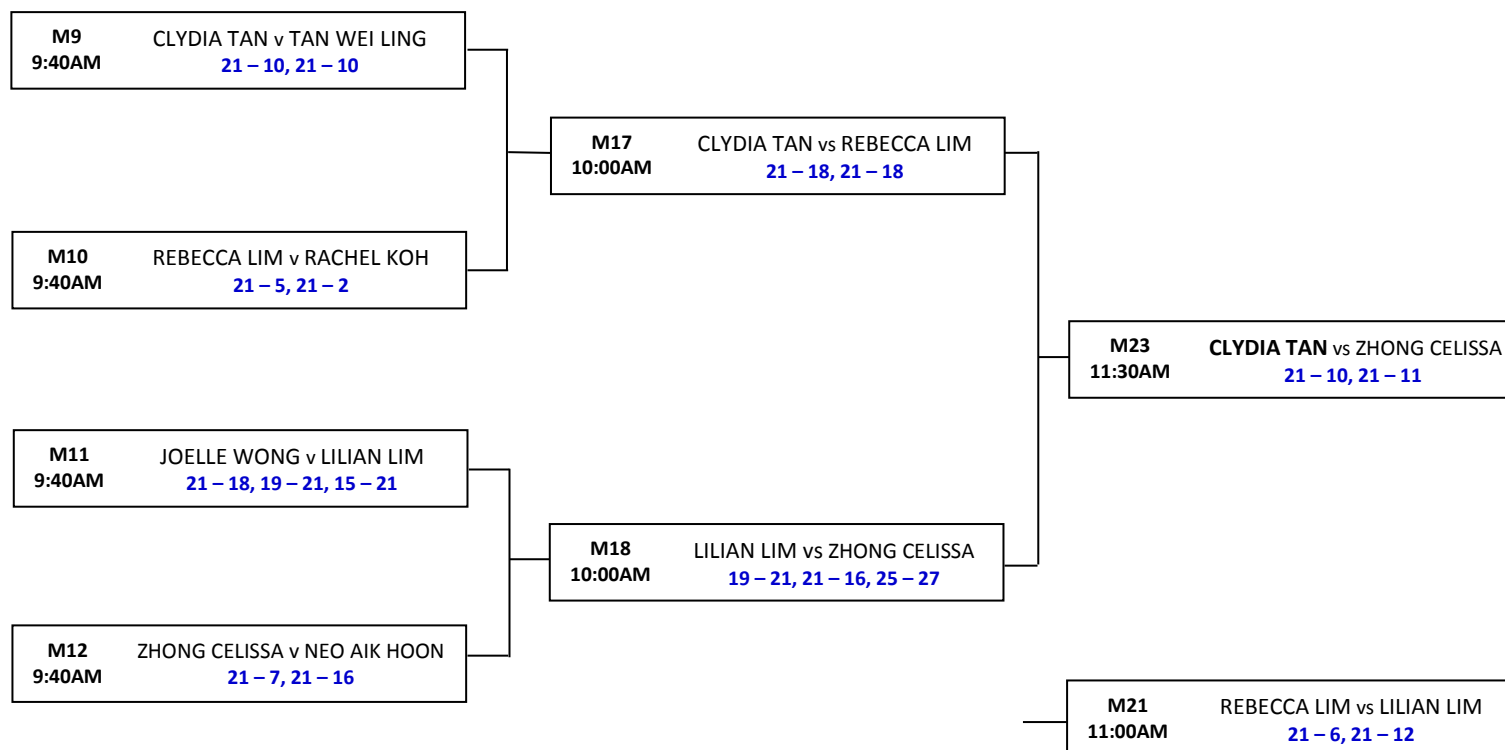 M9 CLYDIA TAN v TAN WEI LING
9:40AM 21 – 10, 21 – 10
M17 CLYDIA TAN vs REBECCA LIM
10:00AM 21 – 18, 21 – 18
M10 REBECCA LIM v RACHEL KOH
9:40AM 21 – 5, 21 – 2
M23 CLYDIA TAN vs ZHONG CELISSA
11:30AM 21 – 10, 21 – 11
M11 JOELLE WONG v LILIAN LIM
9:40AM 21 – 18, 19 – 21, 15 – 21
M18 LILIAN LIM vs ZHONG CELISSA
10:00AM 19 – 21, 21 – 16, 25 – 27
M12 ZHONG CELISSA v NEO AIK HOON
9:40AM 21 – 7, 21 – 16
M21 REBECCA LIM vs LILIAN LIM
11:00AM 21 – 6, 21 – 12